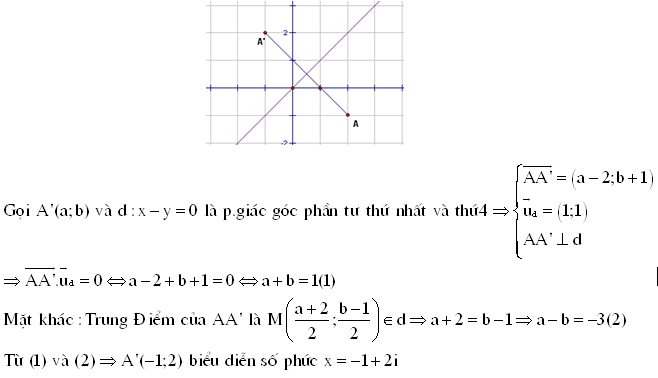 2
A'
A
-2
Gọi A'(a;b) và d : x − y = 0 là p.giác góc phần tư thứ nhất và thứ 4 ⇒ { AA' = (a − 2; b + 1)
u_d = (1;1)
AA' ⊥ d
⇒ AA'.u_d = 0 ⇔ a − 2 + b + 1 = 0 ⇔ a + b = 1(1)
Mặt khác : Trung Điểm của AA' là M((a+2)/2 ; (b−1)/2) ∈ d ⇒ a + 2 = b − 1 ⇒ a − b = −3(2)
Từ (1) và (2) ⇒ A'(−1;2) biểu diễn số phức x = −1 + 2i